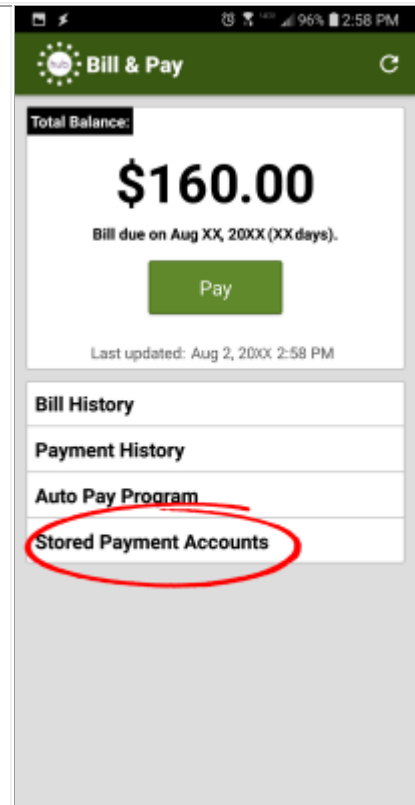 96% 2:58 PM
hub Bill & Pay
Total Balance:
$160.00
Bill due on Aug XX, 20XX (XX days).
Pay
Last updated: Aug 2, 20XX 2:58 PM
Bill History
Payment History
Auto Pay Program
Stored Payment Accounts